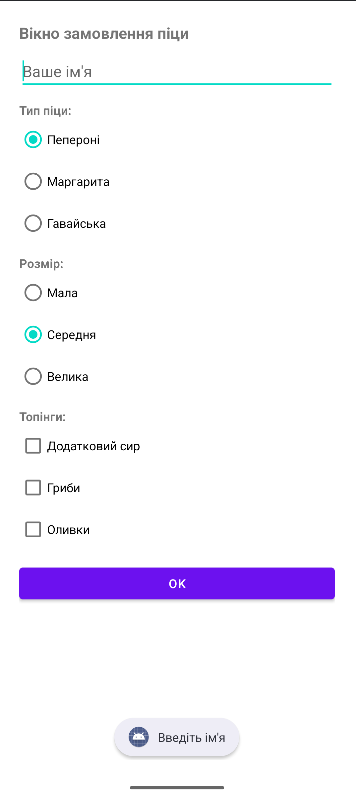 Вікно замовлення піци
Ваше ім'я
Тип піци:
Пепероні
Маргарита
Гавайська
Розмір:
Мала
Середня
Велика
Топінги:
Додатковий сир
Гриби
Оливки
OK
Введіть ім'я